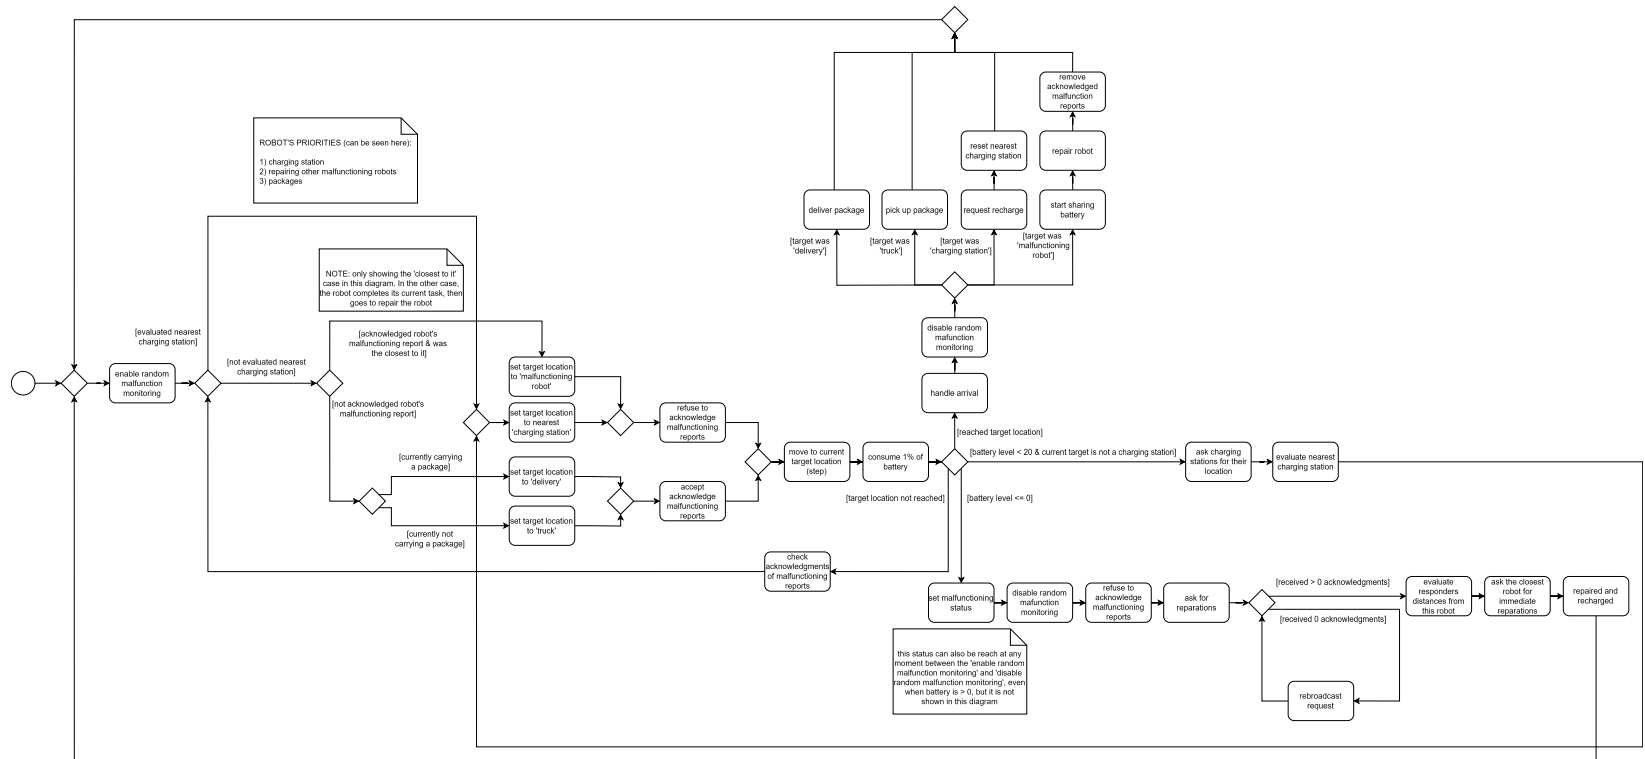 remove
acknowledged
malfunction
reports
ROBOT'S PRIORITIES (can be seen here):
1) charging station
2) repairing other malfunctioning robots
3) packages
reset nearest
charging station
repair robot
deliver package
pick up package
request recharge
start sharing
battery
[target was
'delivery']
[target was
'truck']
[target was
'charging station']
[target was
'malfunctioning
robot']
NOTE: only showing the 'closest to it'
case in this diagram. In the other case,
the robot completes its current task, then
goes to repair the robot
disable random
mafunction
monitoring
handle arrival
[evaluated nearest
charging station]
[not evaluated nearest
charging station]
[acknowledged robot's
malfunctioning report & was
the closest to it]
enable random
malfunction
monitoring
set target location
to 'malfunctioning
robot'
[not acknowledged robot's
malfunctioning report]
set target location
to nearest
'charging station'
refuse to
acknowledge
malfunctioning
reports
[reached target location]
[currently carrying
a package]
set target location
to 'delivery'
move to current
target location
(step)
consume 1% of
battery
[battery level < 20 & current target is not a charging station]
ask charging
stations for their
location
evaluate nearest
charging station
accept
acknowledge
malfunctioning
reports
[target location not reached]
[battery level <= 0]
set target location
to 'truck'
[currently not
carrying a package]
check
acknowledgments
of malfunctioning
reports
set malfunctioning
status
disable random
mafunction
monitoring
refuse to
acknowledge
malfunctioning
reports
ask for
reparations
[received > 0 acknowledgments]
[received 0 acknowledgments]
evaluate
responders
distances from
this robot
ask the closest
robot for
immediate
reparations
repaired and
recharged
this status can also be reach at any
moment between the 'enable random
malfunction monitoring' and 'disable
random malfunction monitoring', even
when battery is > 0, but it is not
shown in this diagram
rebroadcast
request